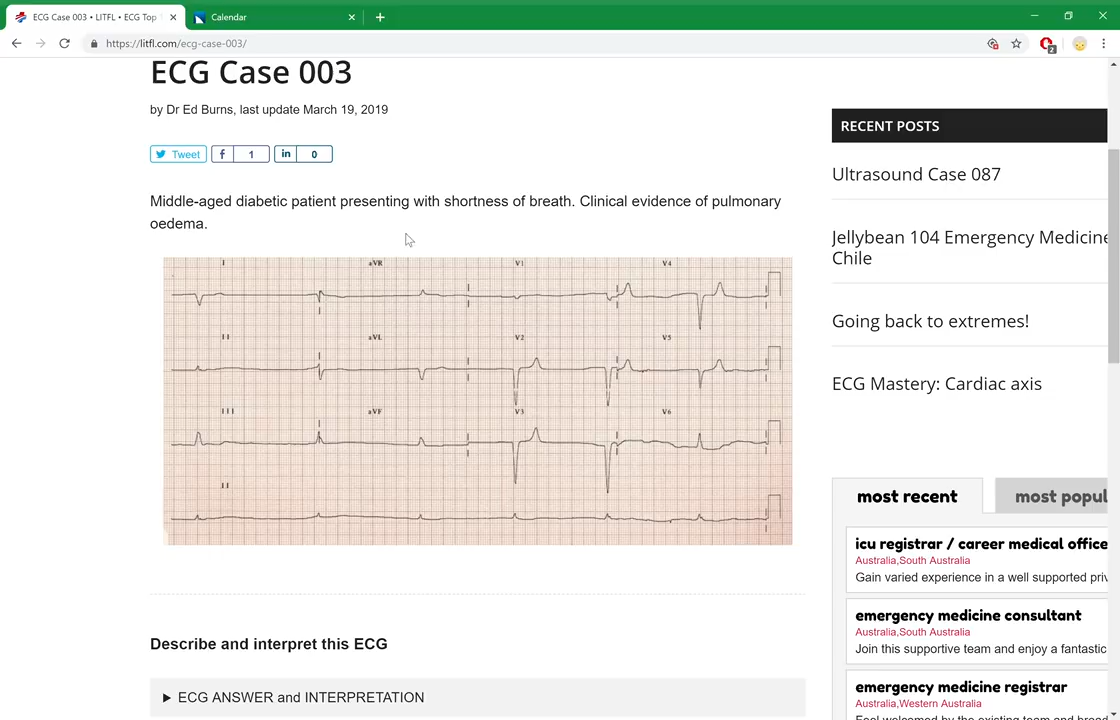 ECG Case 003 • LITFL • ECG Top
Calendar
https://litfl.com/ecg-case-003/
2
ECG Case 003
by Dr Ed Burns, last update March 19, 2019
Tweet
1
in 0
RECENT POSTS
Ultrasound Case 087
Middle-aged diabetic patient presenting with shortness of breath. Clinical evidence of pulmonary
oedema.
Jellybean 104 Emergency Medicine
Chile
Going back to extremes!
ECG Mastery: Cardiac axis
I aVR V1 V4
II aVL V2 V5
III aVF V3 V6
II
most recent
most popul
icu registrar / career medical office
Australia,South Australia
Gain varied experience in a well supported pri
emergency medicine consultant
Australia,South Australia
Join this supportive team and enjoy a fantastic
emergency medicine registrar
Australia,Western Australia
Describe and interpret this ECG
ECG ANSWER and INTERPRETATION